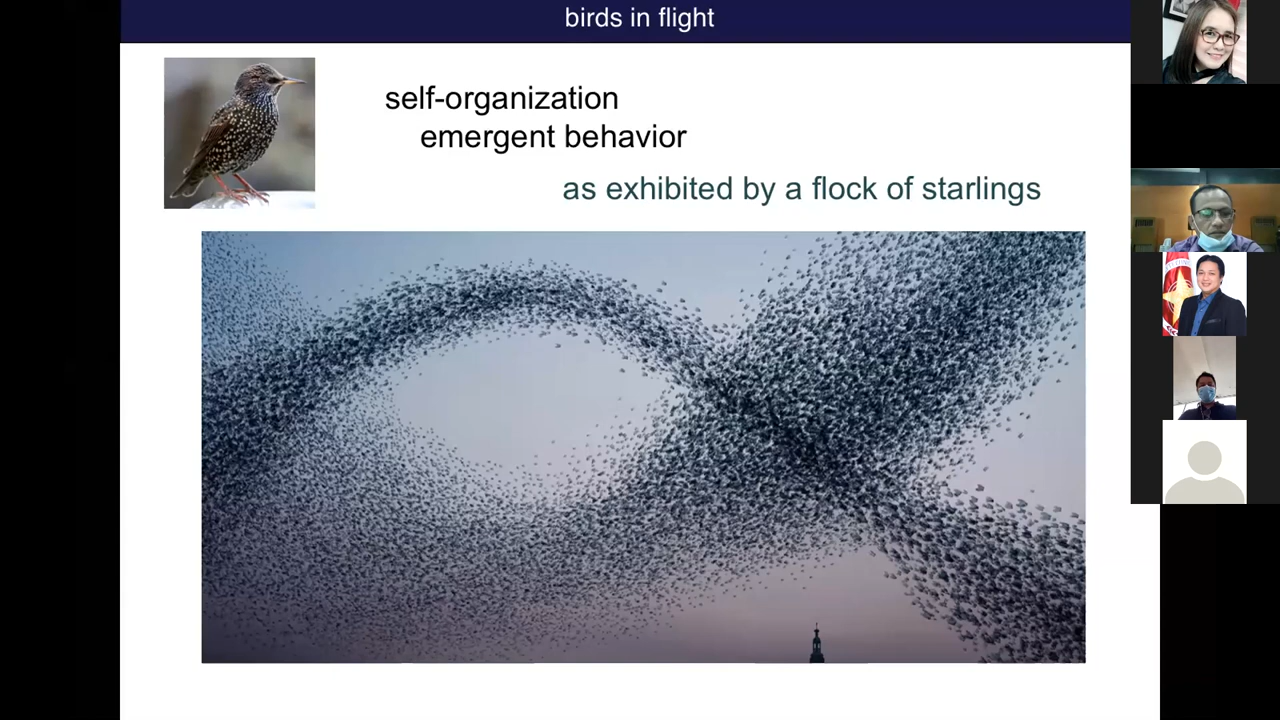 birds in flight
self-organization
emergent behavior
as exhibited by a flock of starlings